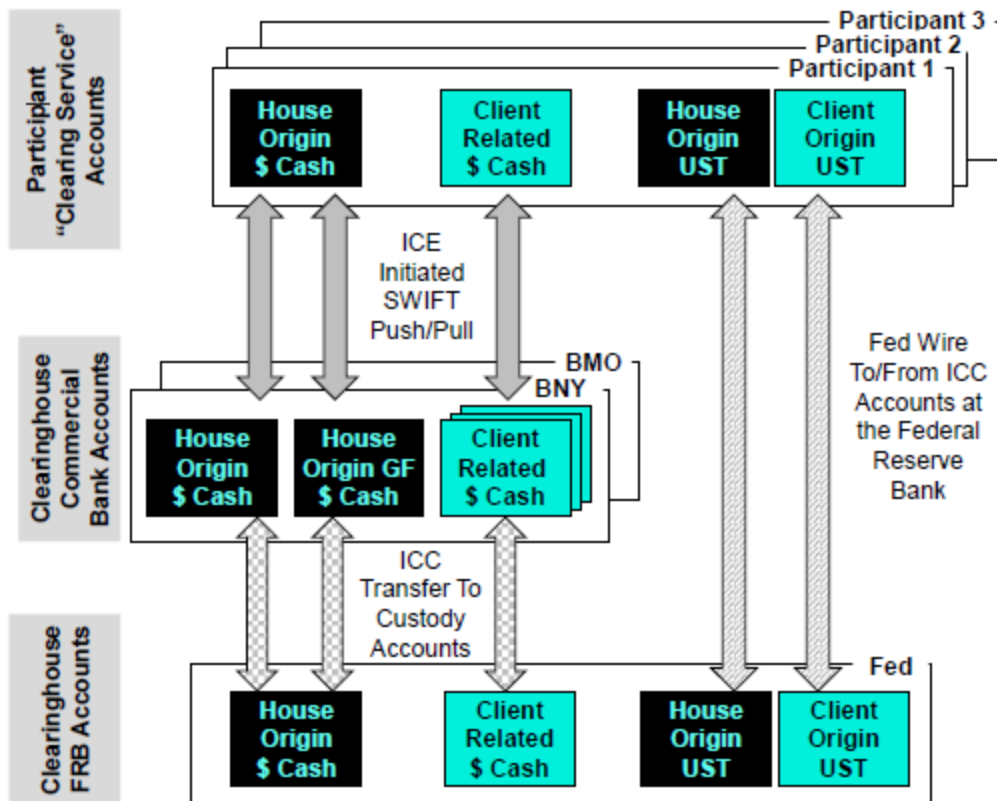 Participant 3
Participant 2
Participant 1
Participant
“Clearing Service”
Accounts
House
Origin
$ Cash
Client
Related
$ Cash
House
Origin
UST
Client
Origin
UST
ICE
Initiated
SWIFT
Push/Pull
Fed Wire
To/From ICC
Accounts at
the Federal
Reserve
Bank
Clearinghouse
Commercial
Bank Accounts
BMO
BNY
House
Origin
$ Cash
House
Origin GF
$ Cash
Client
Related
$ Cash
ICC
Transfer To
Custody
Accounts
Clearinghouse
FRB Accounts
Fed
House
Origin
$ Cash
Client
Related
$ Cash
House
Origin
UST
Client
Origin
UST